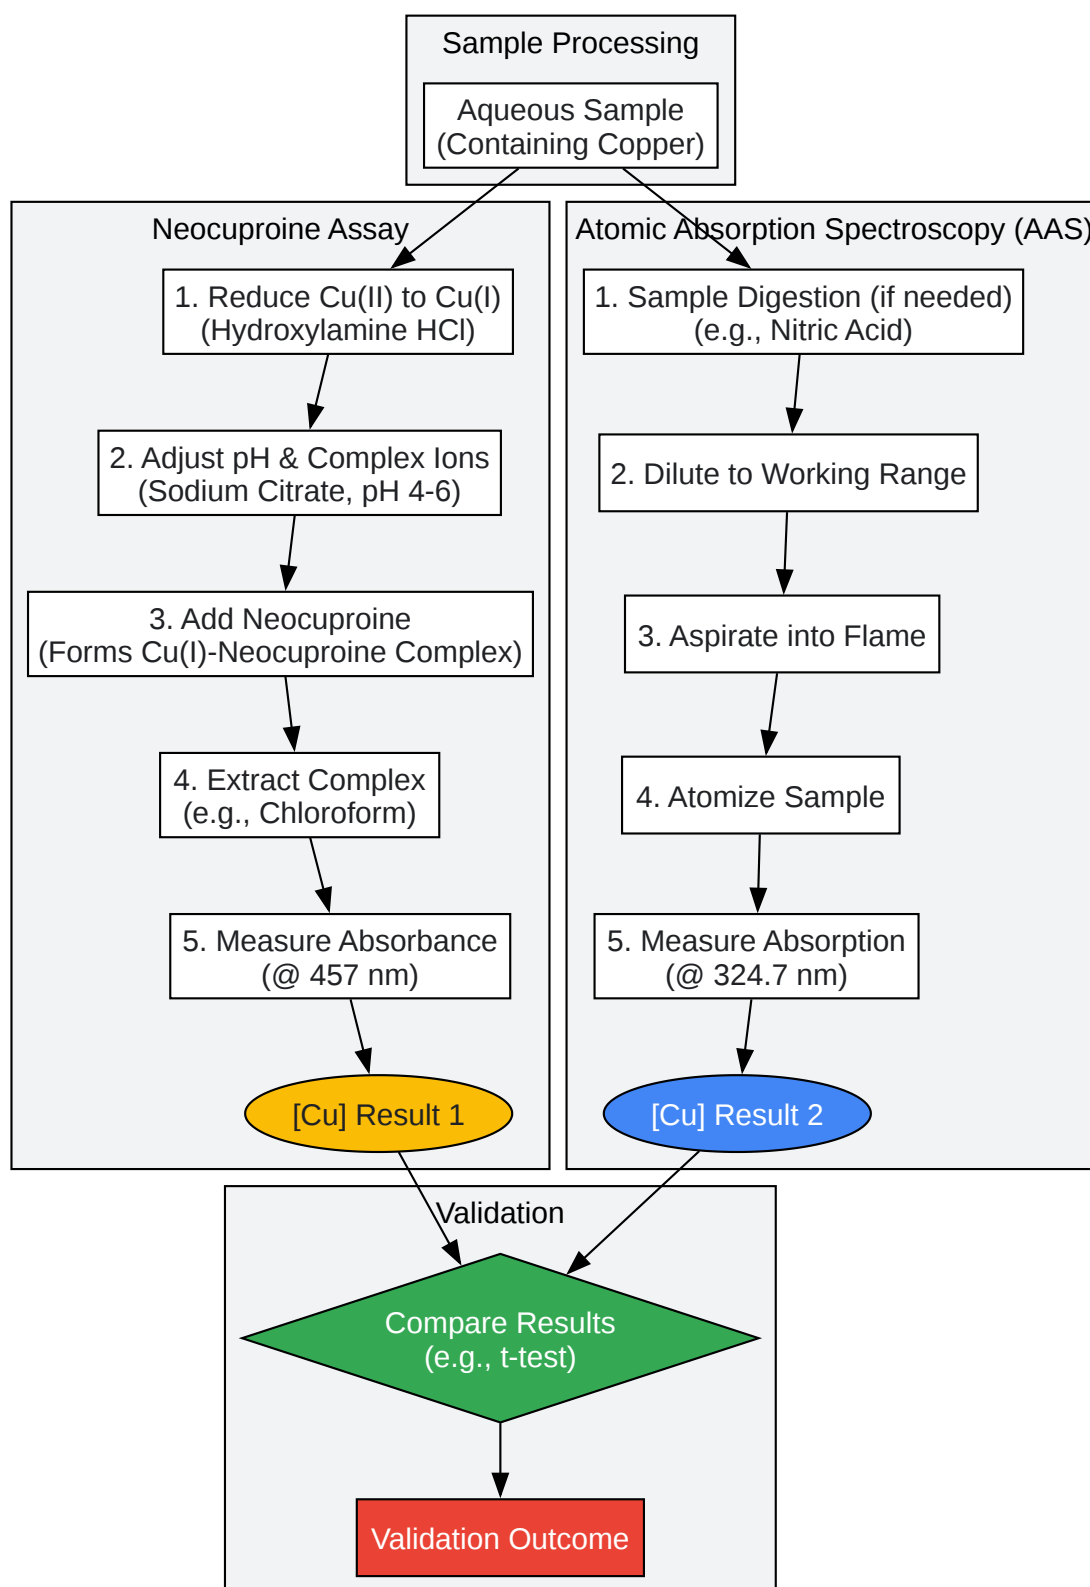 Sample Processing
Aqueous Sample
(Containing Copper)
Neocuproine Assay
1. Reduce Cu(II) to Cu(I)
(Hydroxylamine HCl)
2. Adjust pH & Complex Ions
(Sodium Citrate, pH 4-6)
3. Add Neocuproine
(Forms Cu(I)-Neocuproine Complex)
4. Extract Complex
(e.g., Chloroform)
5. Measure Absorbance
(@ 457 nm)
[Cu] Result 1
Atomic Absorption Spectroscopy (AAS)
1. Sample Digestion (if needed)
(e.g., Nitric Acid)
2. Dilute to Working Range
3. Aspirate into Flame
4. Atomize Sample
5. Measure Absorption
(@ 324.7 nm)
[Cu] Result 2
Validation
Compare Results
(e.g., t-test)
Validation Outcome